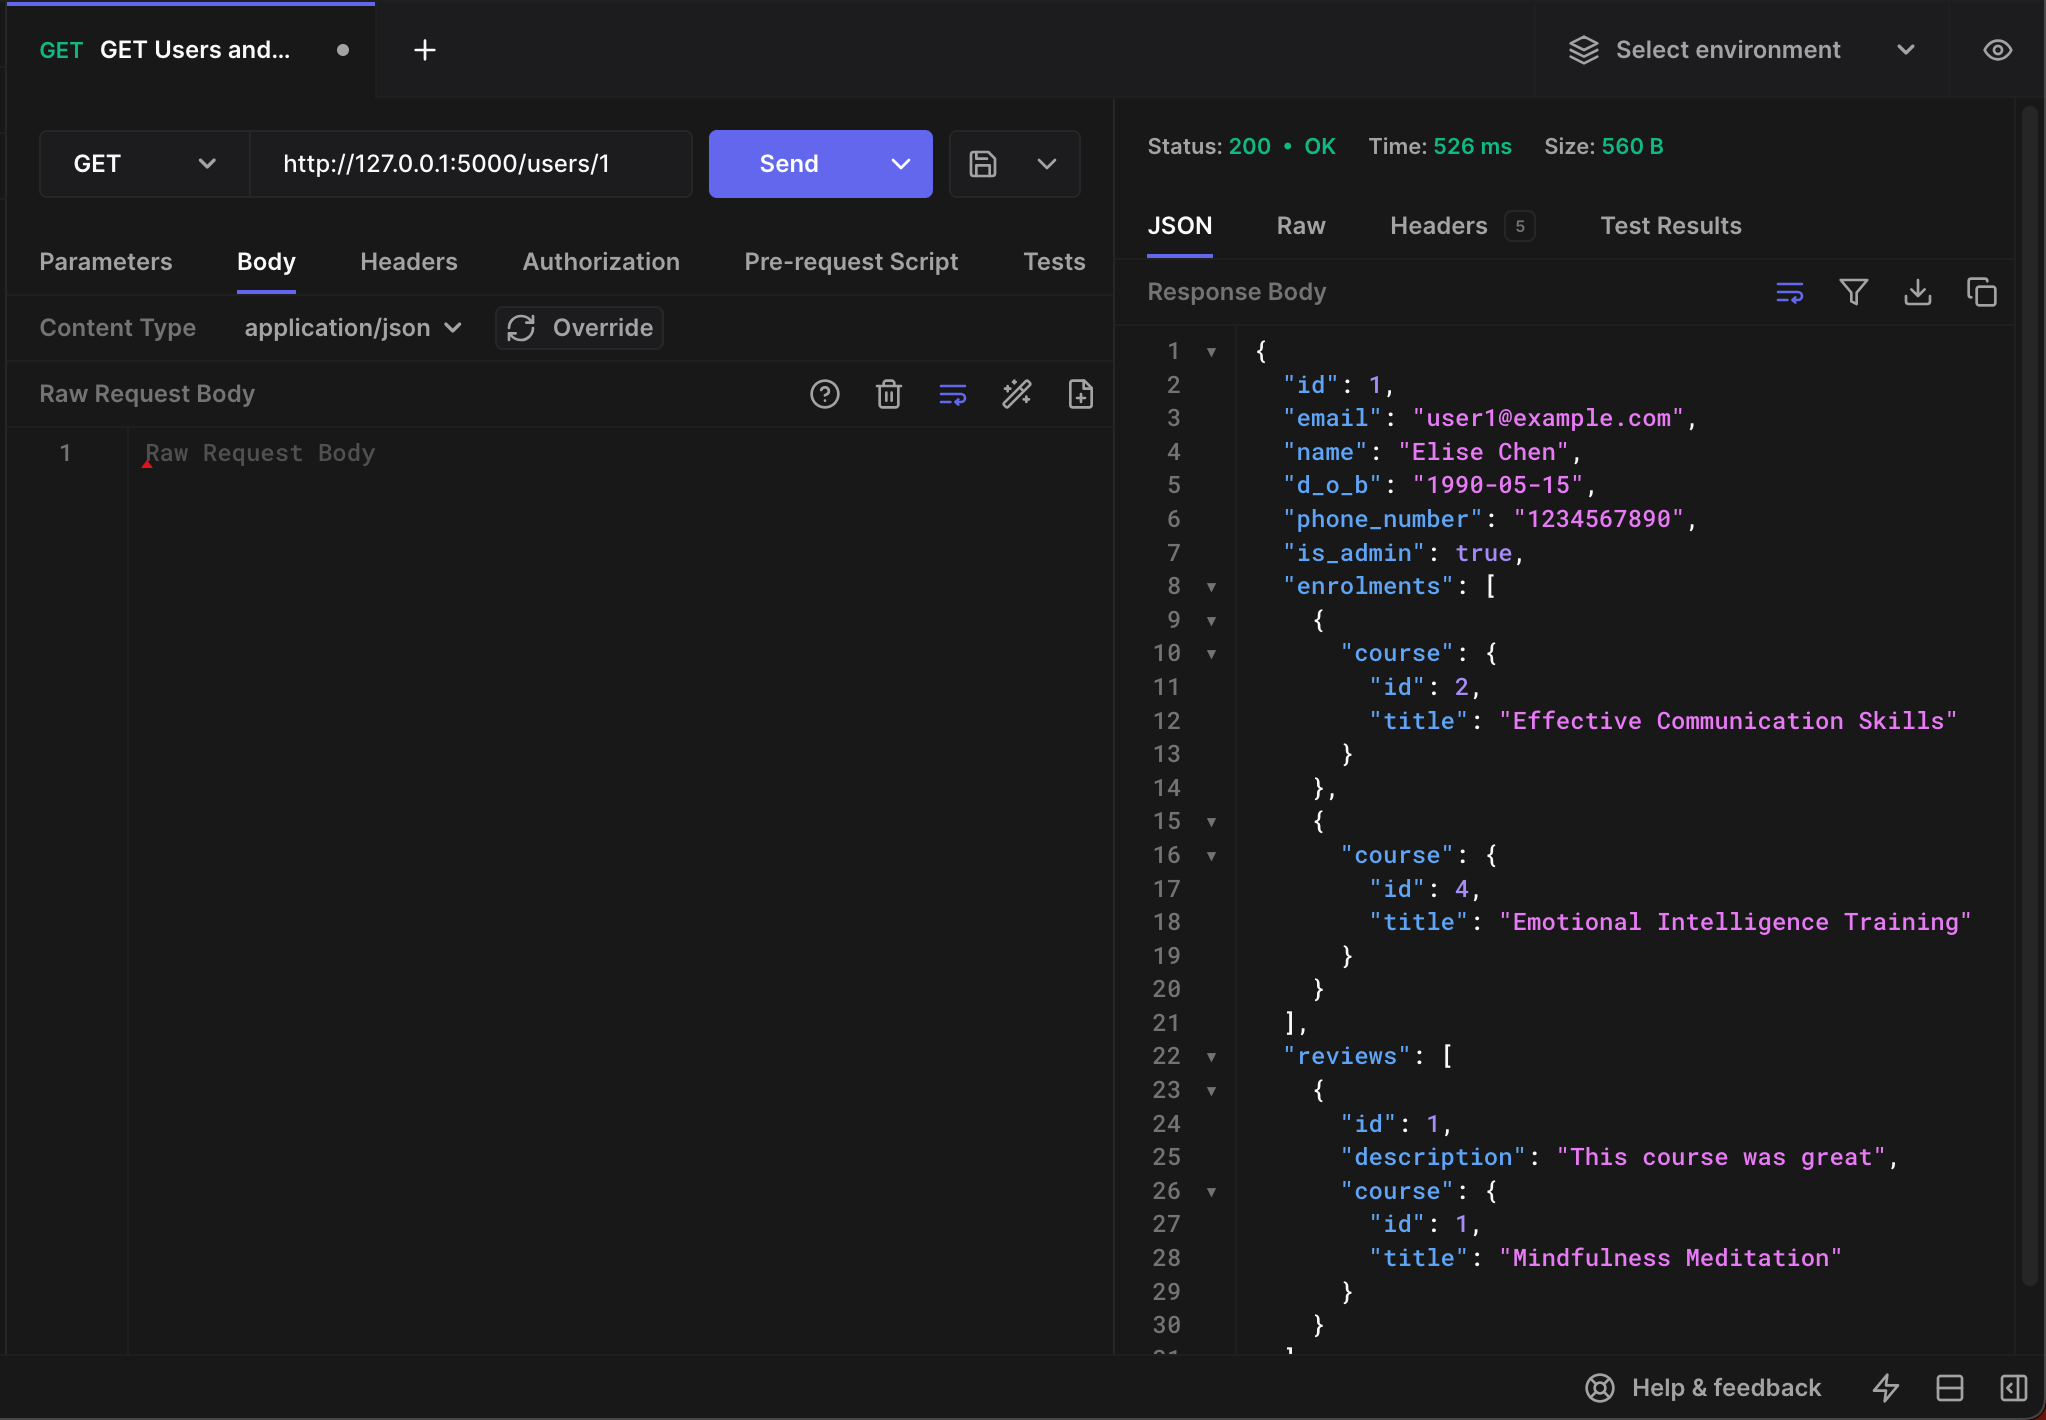 GET GET Users and...
Select environment
GET http://127.0.0.1:5000/users/1 Send
Parameters Body Headers Authorization Pre-request Script Tests
Content Type application/json Override
Raw Request Body
1 Raw Request Body
Status: 200 • OK Time: 526 ms Size: 560 B
JSON Raw Headers 5 Test Results
Response Body
1 {
2 "id": 1,
3 "email": "user1@example.com",
4 "name": "Elise Chen",
5 "d_o_b": "1990-05-15",
6 "phone_number": "1234567890",
7 "is_admin": true,
8 "enrolments": [
9 {
10 "course": {
11 "id": 2,
12 "title": "Effective Communication Skills"
13 }
14 },
15 {
16 "course": {
17 "id": 4,
18 "title": "Emotional Intelligence Training"
19 }
20 }
21 ],
22 "reviews": [
23 {
24 "id": 1,
25 "description": "This course was great",
26 "course": {
27 "id": 1,
28 "title": "Mindfulness Meditation"
29 }
30 }
Help & feedback